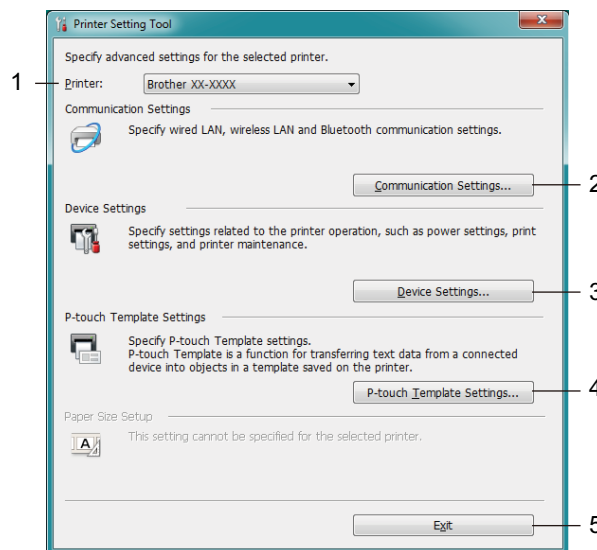 Printer Setting Tool
Specify advanced settings for the selected printer.
1
Printer: Brother XX-XXXX
Communication Settings
Specify wired LAN, wireless LAN and Bluetooth communication settings.
Communication Settings... 2
Device Settings
Specify settings related to the printer operation, such as power settings, print
settings, and printer maintenance.
Device Settings... 3
P-touch Template Settings
Specify P-touch Template settings.
P-touch Template is a function for transferring text data from a connected
device into objects in a template saved on the printer.
P-touch Template Settings... 4
Paper Size Setup
This setting cannot be specified for the selected printer.
A
Exit 5